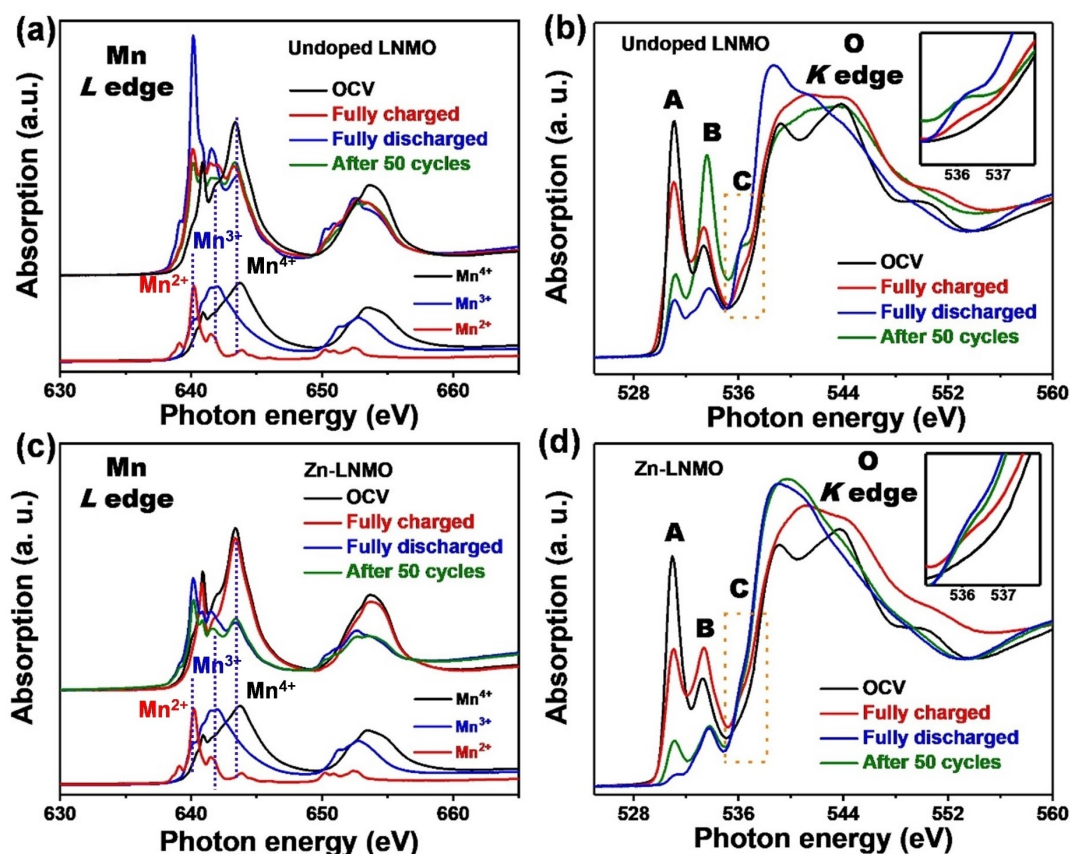 (a)
Mn
L edge
Undoped LNMO
OCV
Fully charged
Fully discharged
After 50 cycles
Mn3+
Mn4+
Mn2+
Mn4+
Mn3+
Mn2+
630
640
650
660
Photon energy (eV)
Absorption (a.u.)
(b)
Undoped LNMO
O
K edge
A
B
C
536
537
OCV
Fully charged
Fully discharged
After 50 cycles
528
536
544
552
560
Photon energy (eV)
Absorption (a. u.)
(c)
Mn
L edge
Zn-LNMO
OCV
Fully charged
Fully discharged
After 50 cycles
Mn3+
Mn4+
Mn2+
Mn4+
Mn3+
Mn2+
630
640
650
660
Photon energy (eV)
Absorption (a. u.)
(d)
Zn-LNMO
O
K edge
A
B
C
536
537
OCV
Fully charged
Fully discharged
After 50 cycles
528
536
544
552
560
Photon energy (eV)
Absorption (a. u.)